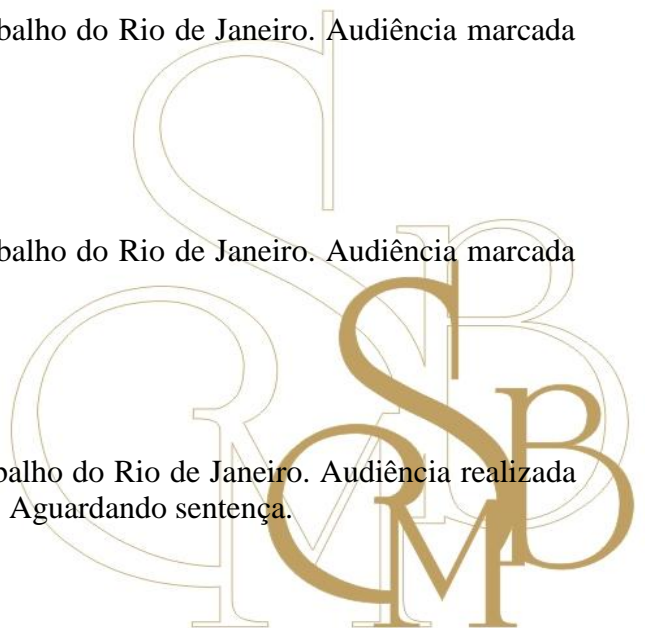 balho do Rio de Janeiro. Audiência marcada
balho do Rio de Janeiro. Audiência marcada
balho do Rio de Janeiro. Audiência realizada
Aguardando sentença.
SBCM